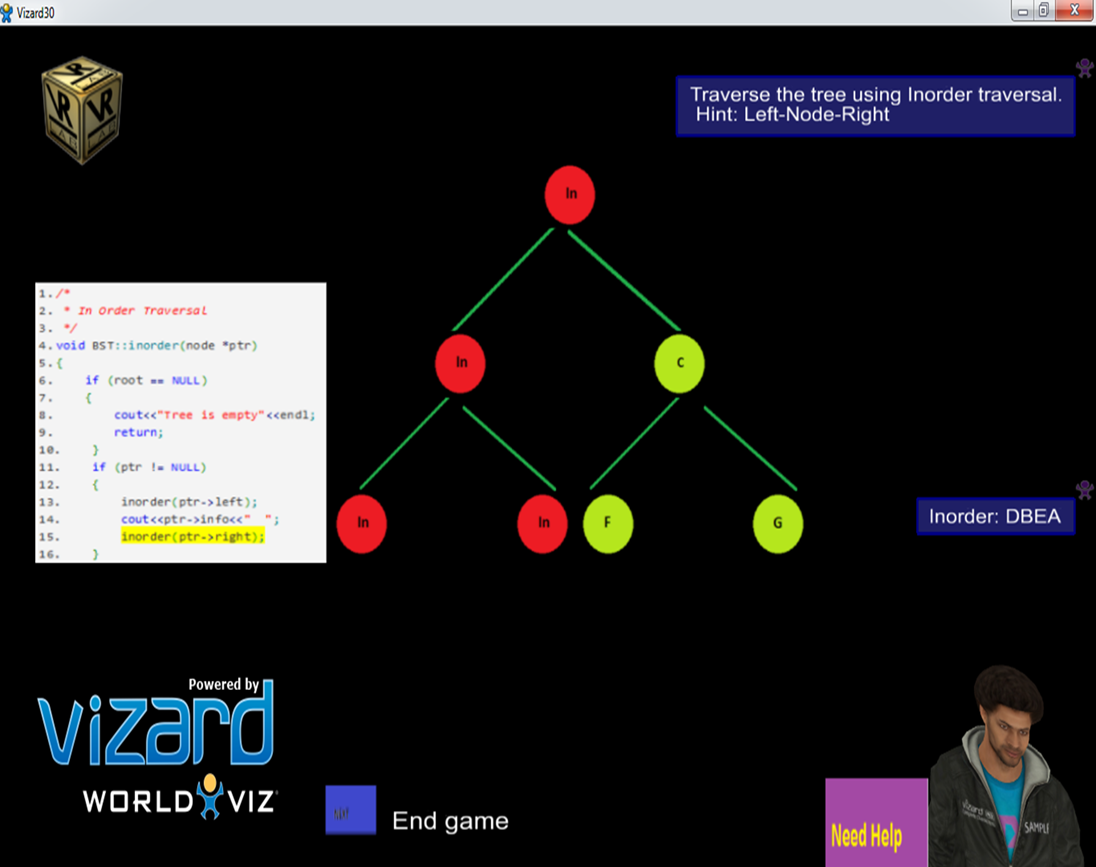 Vizard30
Traverse the tree using Inorder traversal.
Hint: Left-Node-Right
In
In
C
In
In
F
G
1. /*
2. * In Order Traversal
3. */
4. void BST::inorder(node *ptr)
5. {
6. if (root == NULL)
7. {
8. cout<<"Tree is empty"<<endl;
9. return;
10. }
11. if (ptr != NULL)
12. {
13. inorder(ptr->left);
14. cout<<ptr->info<<"  ";
15. inorder(ptr->right);
16. }
Inorder: DBEA
Powered by
Vizard
WORLD VIZ
End game
Need Help
SAMPLE